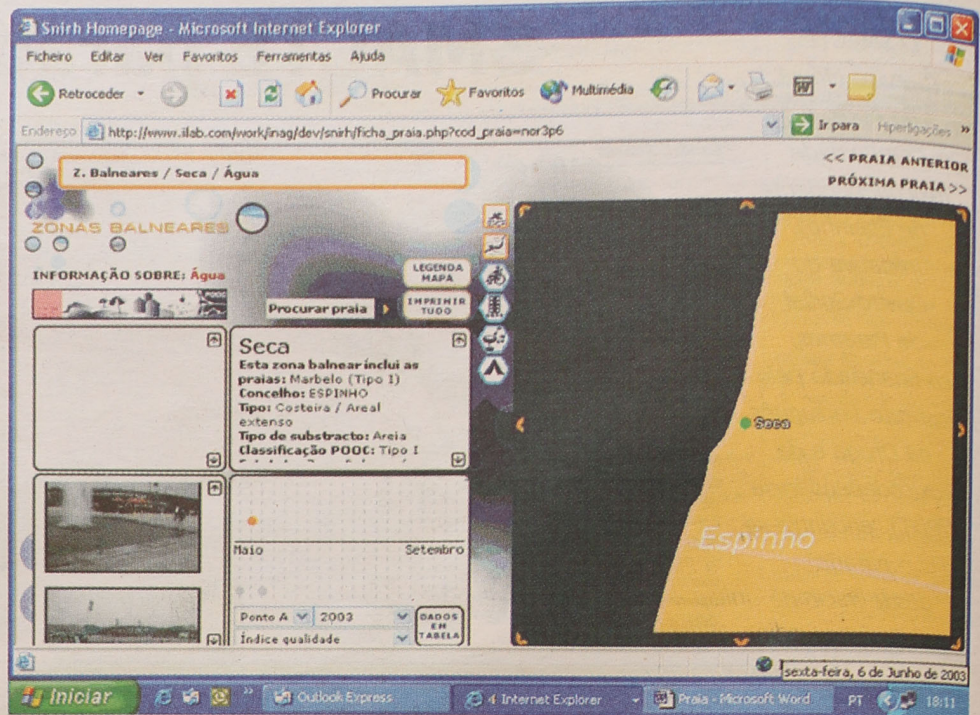 Snirh Homepage - Microsoft Internet Explorer
Ficheiro Editar Ver Favoritos Ferramentas Ajuda
Retroceder Procurar Favoritos Multimédia
Endereço http://www.ilab.com/work/inag/dev/snirh/ficha_praia.php?cod_praia=nor3p6 Ir para Hiperligações »
Z. Balneares / Seca / Água
<< PRAIA ANTERIOR
PRÓXIMA PRAIA >>
ZONAS BALNEARES
INFORMAÇÃO SOBRE: Água
LEGENDA
MAPA
Procurar praia
IMPRIMIR
TUDO
Seca
Esta zona balnear inclui as
praias: Marbelo (Tipo I)
Concelho: ESPINHO
Tipo: Costeira / Areal
extenso
Tipo de substracto: Areia
Classificação POOC: Tipo I
Maio Setembro
Ponto A 2003
Índice qualidade
DADOS
EM
TABELA
Seca
Espinho
sexta-feira, 6 de Junho de 2003
Iniciar » Outlook Express 4 Internet Explorer Praia - Microsoft Word PT 18:11